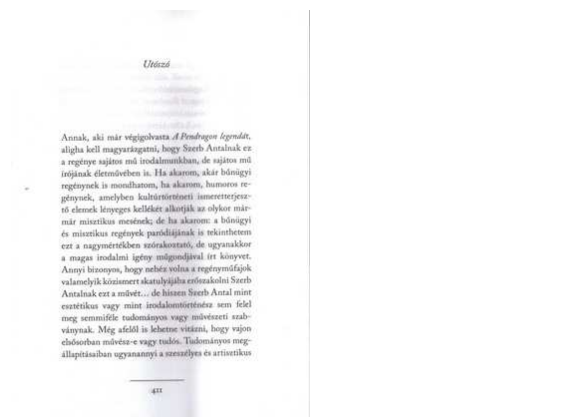 Utószó
Annak, aki már végigolvasta A Pendragon legendát,
aligha kell magyarázgatni, hogy Szerb Antalnak ez
a regénye sajátos mű irodalmunkban, de sajátos mű
írójának életművében is. Ha akarom, akár bűnügyi
regénynek is mondhatom, ha akarom, humoros re-
génynek, amelyben kultúrtörténeti ismeretterjesz-
tő elemek lényeges kellékét alkotják az olykor már-
már misztikus mesének; de ha akarom: a bűnügyi
és misztikus regények paródiájának is tekinthetem
ezt a nagymértékben szórakoztató, de ugyanakkor
a magas irodalmi igény műgondjával írt könyvet.
Annyi bizonyos, hogy nehéz volna a regényműfajok
valamelyik közismert skatulyájába erőszakolni Szerb
Antalnak ezt a művét... de hiszen Szerb Antal mint
esztétikus vagy mint irodalomtörténész sem felel
meg semmiféle tudományos vagy művészeti szab-
ványnak. Még afelől is lehetne vitázni, hogy vajon
elsősorban művész-e vagy tudós. Tudományos meg-
állapításaiban ugyanannyi a szeszélyes és artisztikus
421